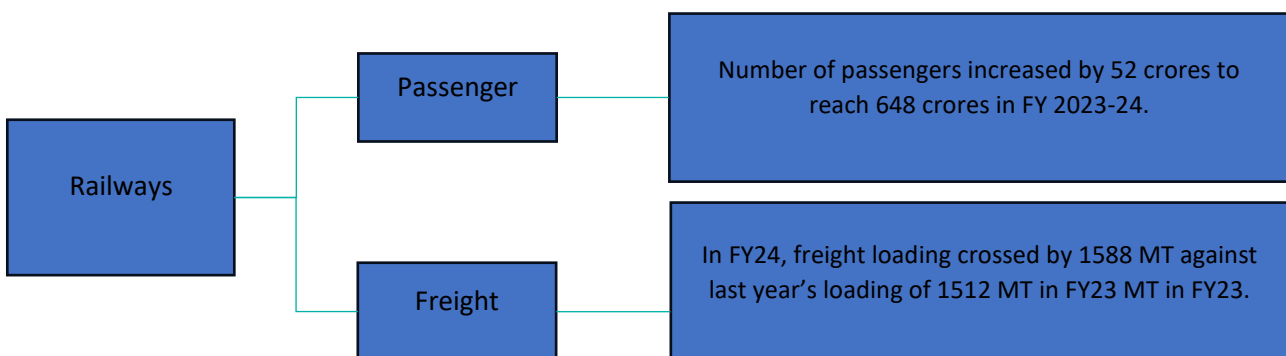 Railways
Passenger
Number of passengers increased by 52 crores to
reach 648 crores in FY 2023-24.
Freight
In FY24, freight loading crossed by 1588 MT against
last year’s loading of 1512 MT in FY23 MT in FY23.